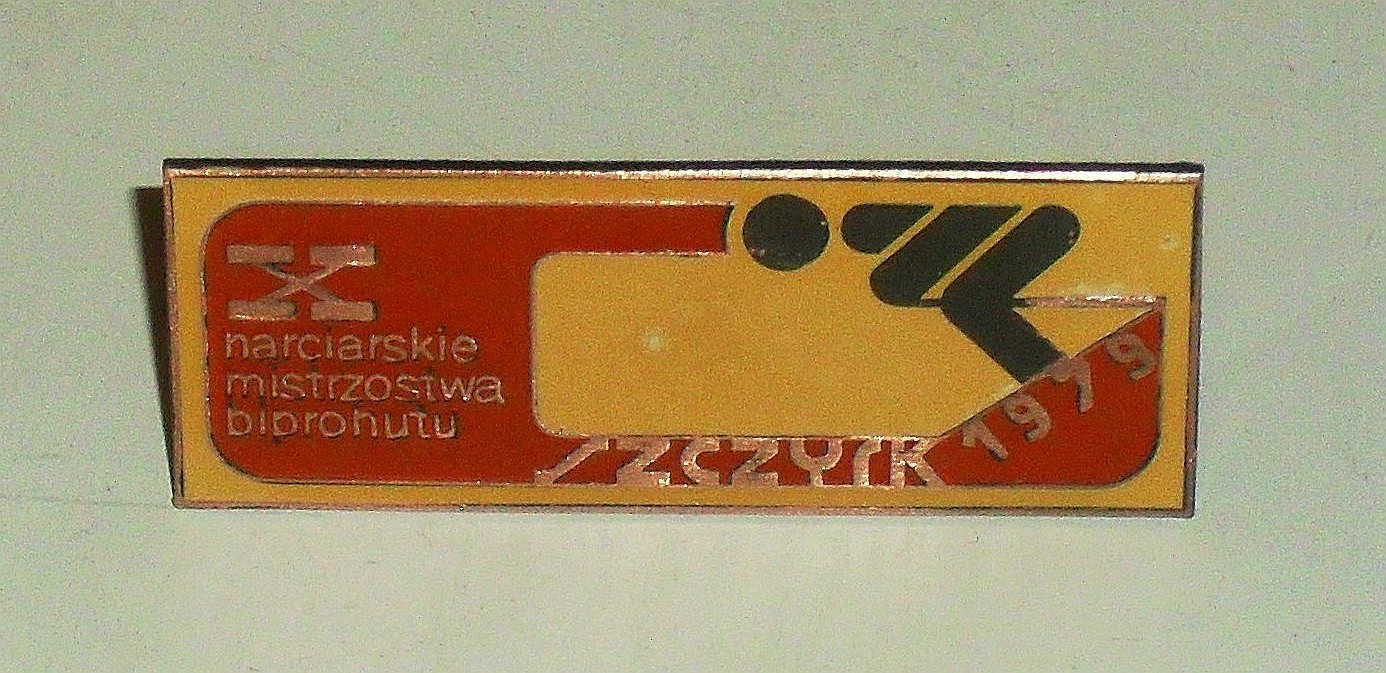 X
narciarskie
mistrzostwa
biprohutu
SZCZYRK
1979